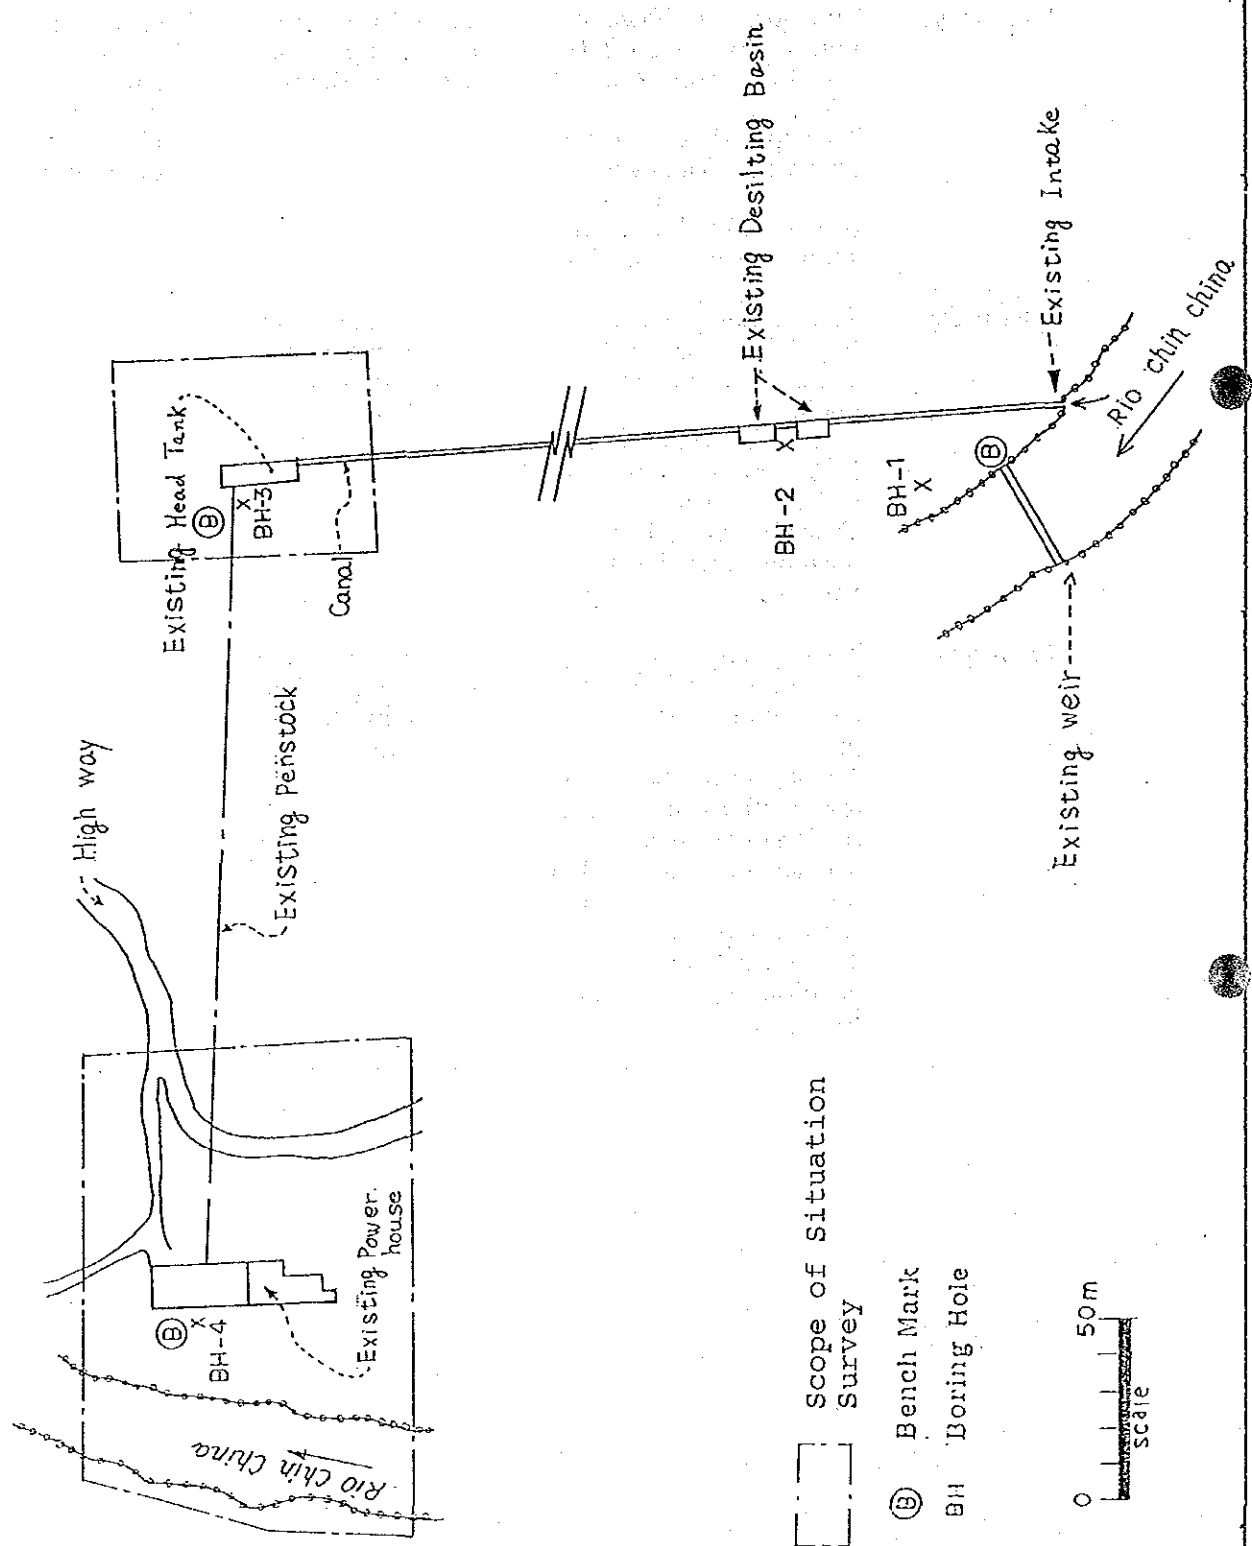 High way
Existing Head Tank
BH-3
B
Canal
Existing Penstock
Existing Desilting Basin
BH-2
Existing Intake
BH-1
B
Rio chin china
Existing weir
B
BH-4
Existing Power.
house
Rio Chin China
Scope of Situation
Survey
B Bench Mark
BH Boring Hole
0 50m
scale